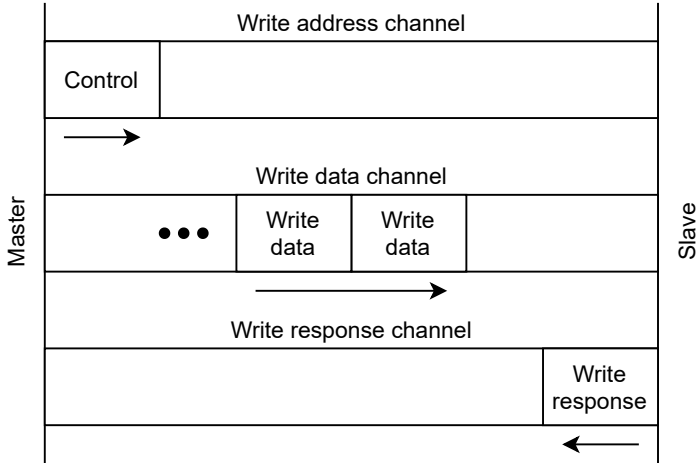 Write address channel
Control
Write data channel
Write
data
Write
data
Master
Slave
Write response channel
Write
response